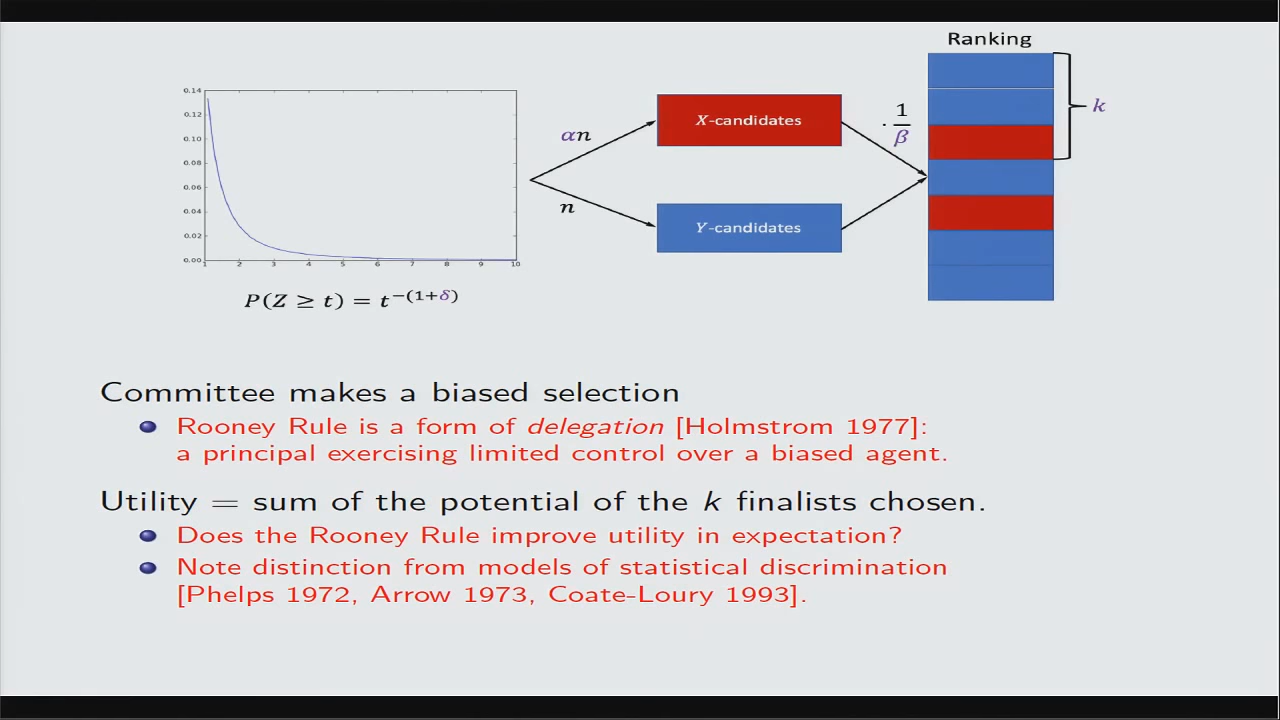 Ranking
0.14
0.12
0.10
0.08
0.06
0.04
0.02
0.00
1 2 3 4 5 6 7 8 9 10
P(Z ≥ t) = t^{-(1+δ)}
αn
n
X-candidates
Y-candidates
· 1/β
k
Committee makes a biased selection
Rooney Rule is a form of delegation [Holmstrom 1977]:
a principal exercising limited control over a biased agent.
Utility = sum of the potential of the k finalists chosen.
Does the Rooney Rule improve utility in expectation?
Note distinction from models of statistical discrimination
[Phelps 1972, Arrow 1973, Coate-Loury 1993].